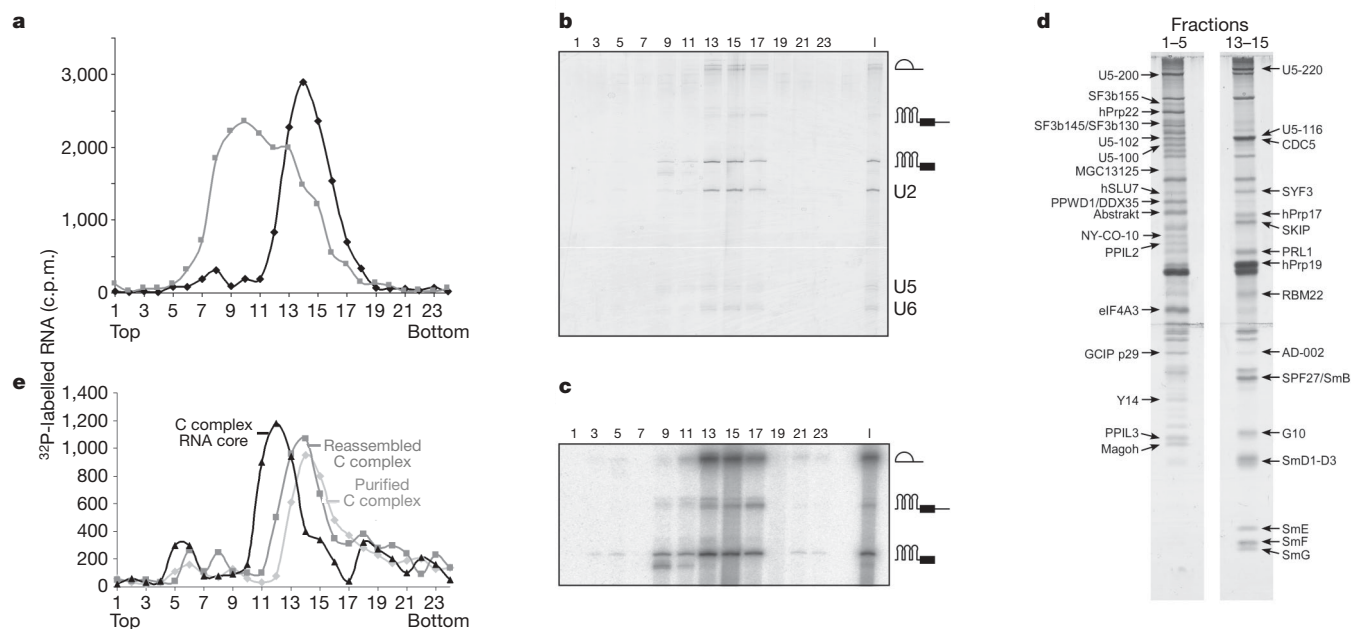 a
3,000
2,000
1,000
0
1 3 5 7 9 11 13 15 17 19 21 23
Top Bottom
32P-labelled RNA (c.p.m.)
e
1,400
1,200
1,000
800
600
400
200
0
C complex
RNA core
Reassembled
C complex
Purified
C complex
1 3 5 7 9 11 13 15 17 19 21 23
Top Bottom
b
1 3 5 7 9 11 13 15 17 19 21 23 I
U2
U5
U6
c
1 3 5 7 9 11 13 15 17 19 21 23 I
d
Fractions
1–5 13–15
U5-200
SF3b155
hPrp22
SF3b145/SF3b130
U5-102
U5-100
MGC13125
hSLU7
PPWD1/DDX35
Abstrakt
NY-CO-10
PPIL2
eIF4A3
GCIP p29
Y14
PPIL3
Magoh
U5-220
U5-116
CDC5
SYF3
hPrp17
SKIP
PRL1
hPrp19
RBM22
AD-002
SPF27/SmB
G10
SmD1-D3
SmE
SmF
SmG